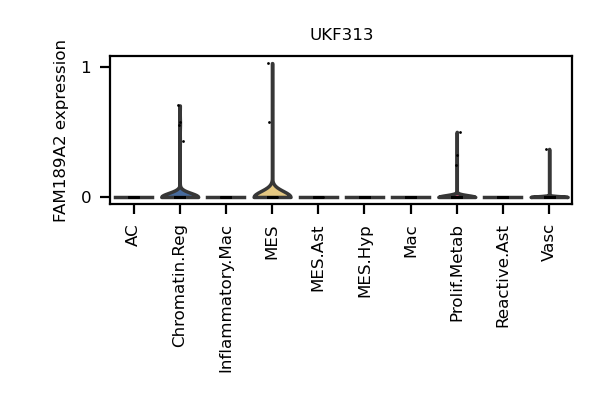 UKF313
FAM189A2 expression
1
0
AC
Chromatin.Reg
Inflammatory.Mac
MES
MES.Ast
MES.Hyp
Mac
Prolif.Metab
Reactive.Ast
Vasc